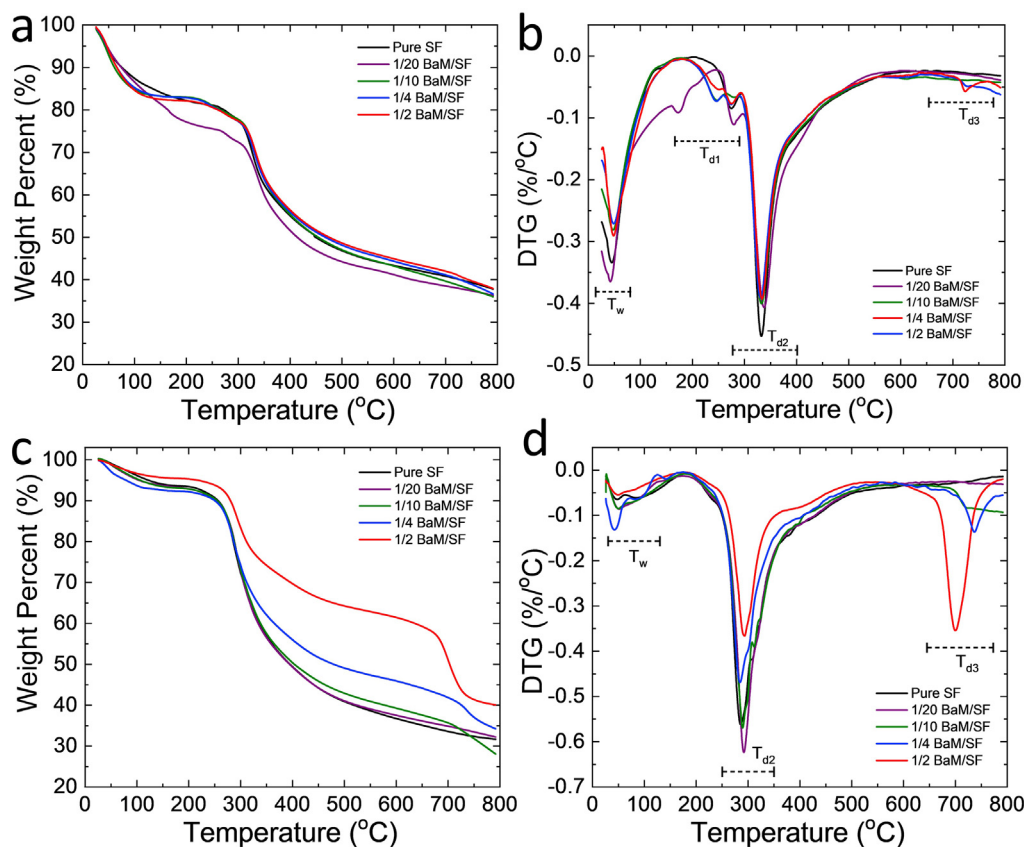 a
Weight Percent (%)
100
90
80
70
60
50
40
30
20
0 100 200 300 400 500 600 700 800
Temperature (°C)
Pure SF
1/20 BaM/SF
1/10 BaM/SF
1/4 BaM/SF
1/2 BaM/SF
b
DTG (%/°C)
0.0
-0.1
-0.2
-0.3
-0.4
-0.5
0 100 200 300 400 500 600 700 800
Temperature (°C)
Tw
Td1
Td2
Td3
Pure SF
1/20 BaM/SF
1/10 BaM/SF
1/4 BaM/SF
1/2 BaM/SF
c
Weight Percent (%)
100
90
80
70
60
50
40
30
20
0 100 200 300 400 500 600 700 800
Temperature (°C)
Pure SF
1/20 BaM/SF
1/10 BaM/SF
1/4 BaM/SF
1/2 BaM/SF
d
DTG (%/°C)
0.0
-0.1
-0.2
-0.3
-0.4
-0.5
-0.6
-0.7
0 100 200 300 400 500 600 700 800
Temperature (°C)
Tw
Td2
Td3
Pure SF
1/20 BaM/SF
1/10 BaM/SF
1/4 BaM/SF
1/2 BaM/SF